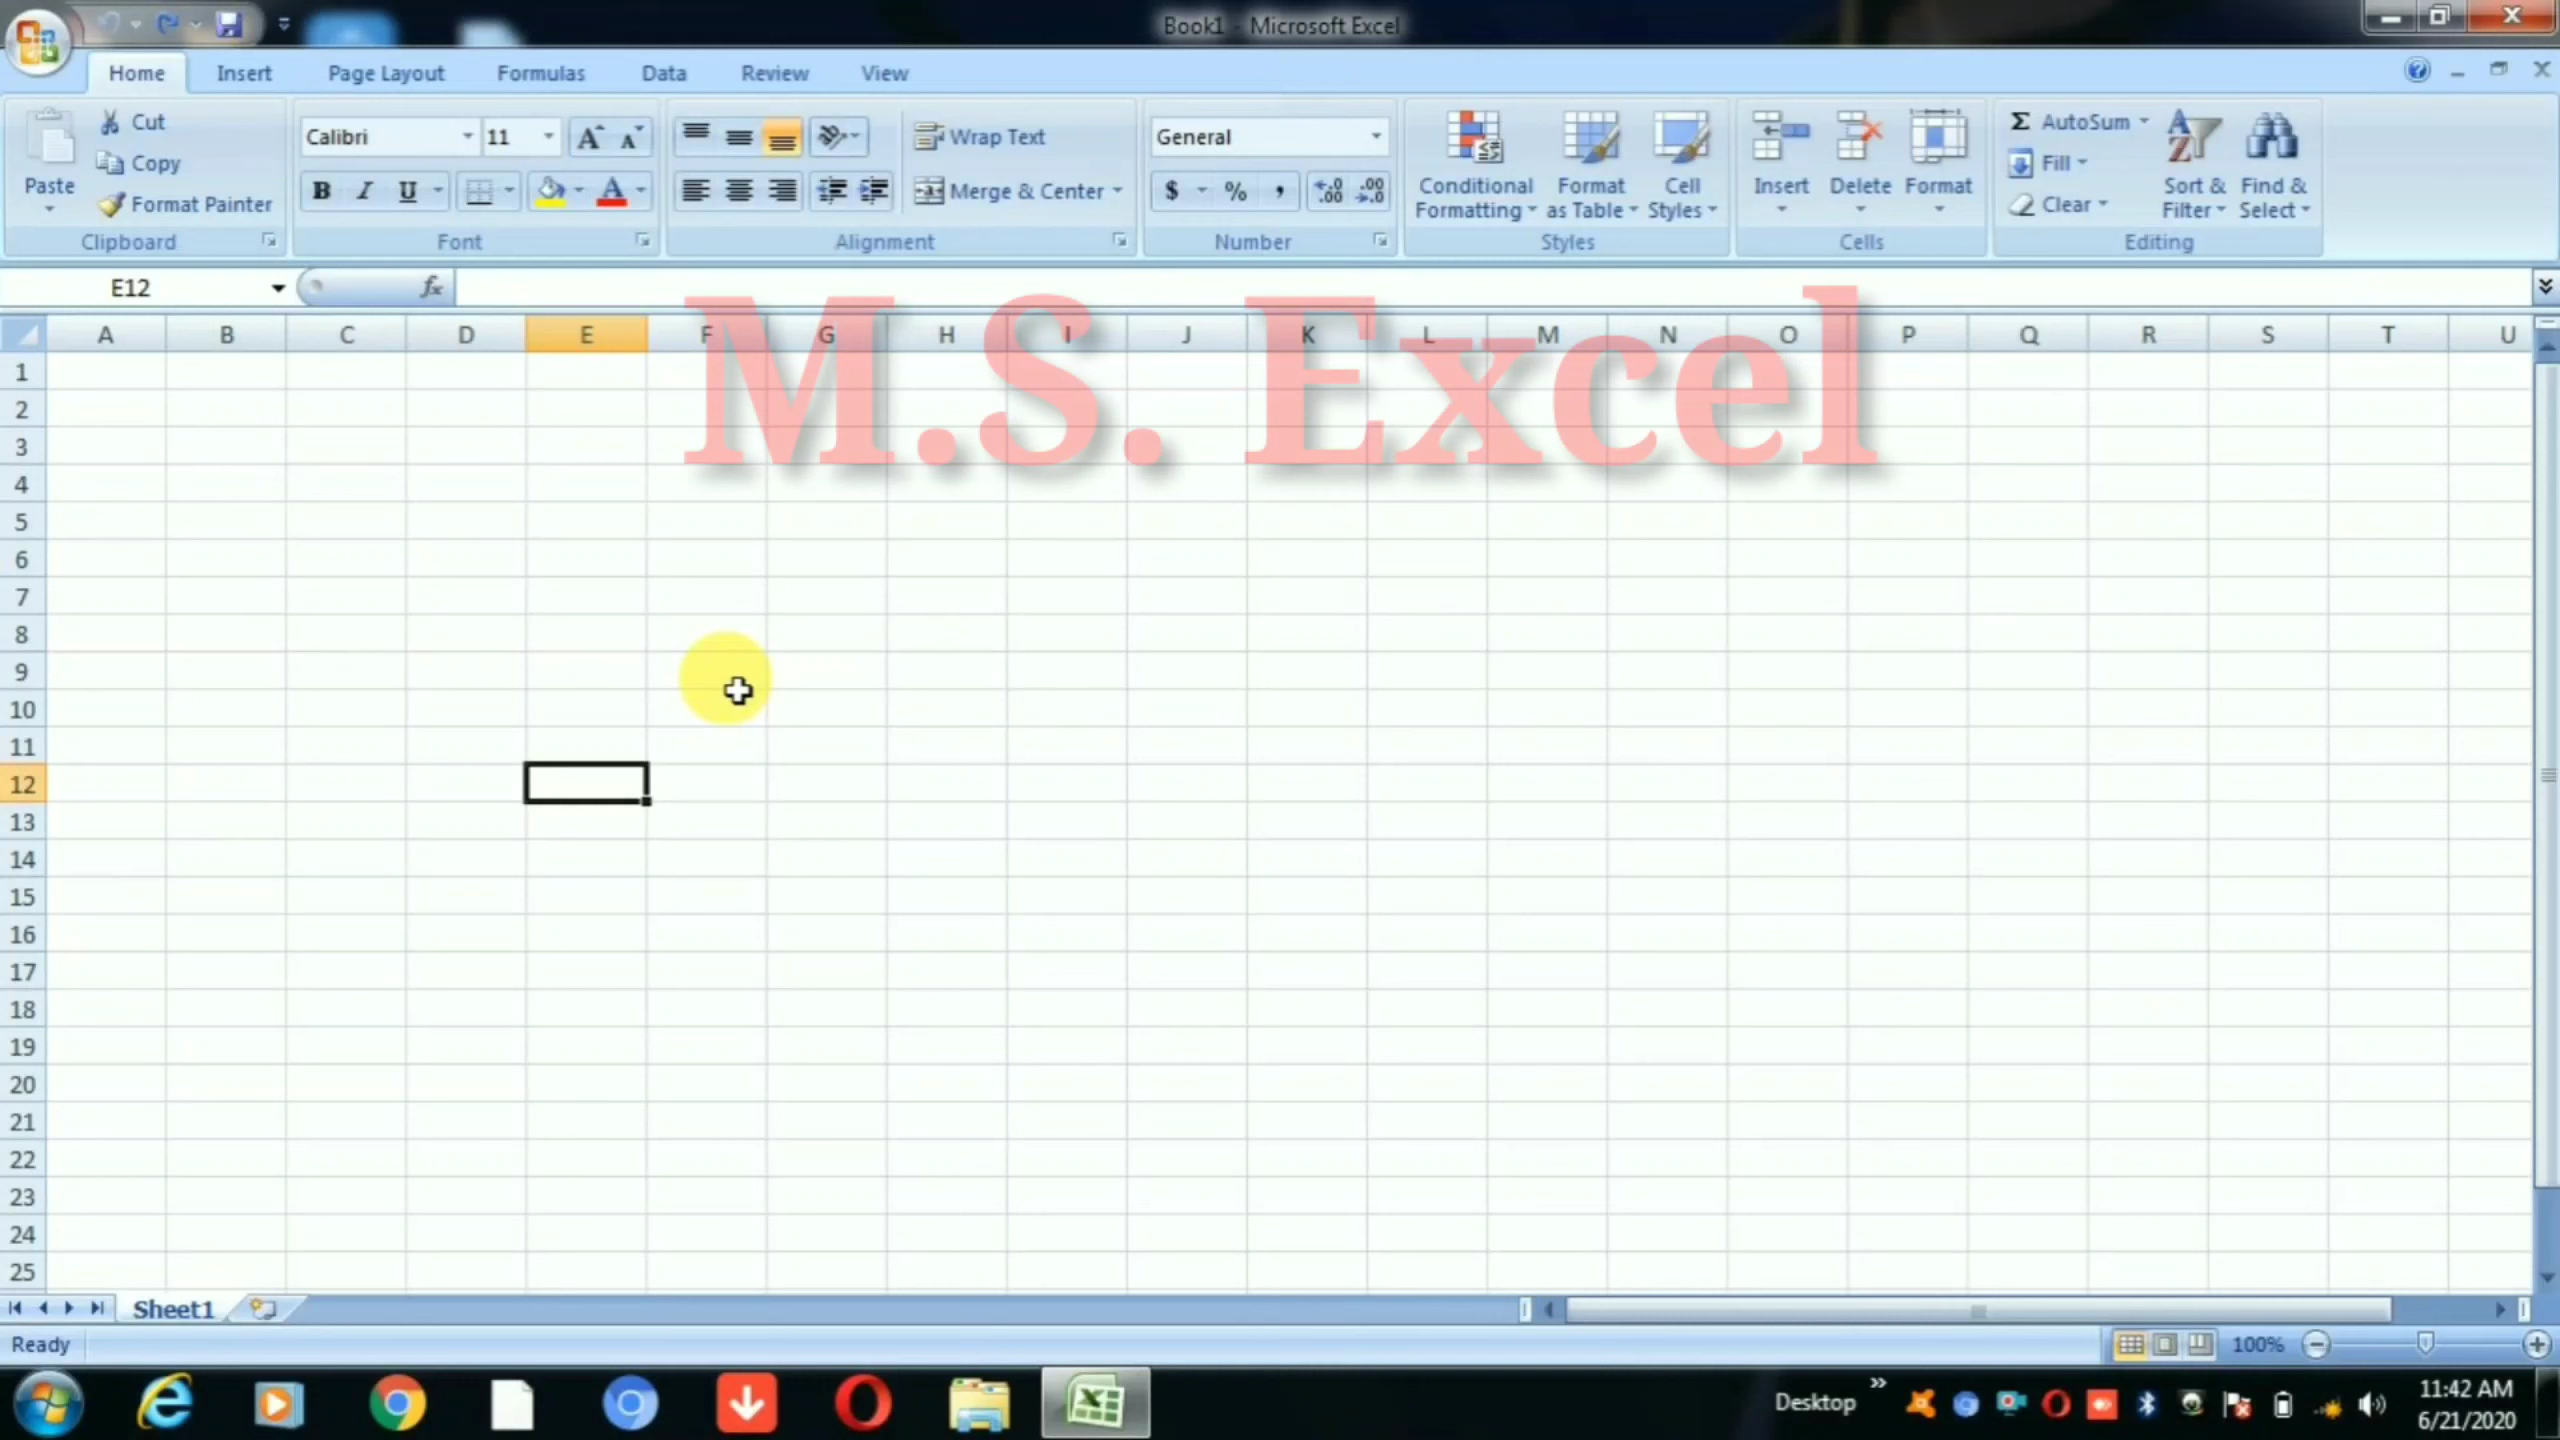 Book1 - Microsoft Excel
Home Insert Page Layout Formulas Data Review View
Paste
Cut
Copy
Format Painter
Clipboard
Calibri 11
B I U
Font
Wrap Text
Merge & Center
Alignment
General
$ % ,
Number
Conditional Formatting
Format as Table
Cell Styles
Styles
Insert Delete Format
Cells
Σ AutoSum
Fill
Clear
Sort & Filter
Find & Select
Editing
E12 fx
M.S. Excel
A B C D E F G H I J K L M N O P Q R S T U
1
2
3
4
5
6
7
8
9
10
11
12
13
14
15
16
17
18
19
20
21
22
23
24
25
Sheet1
Ready 100%
Desktop
11:42 AM
6/21/2020